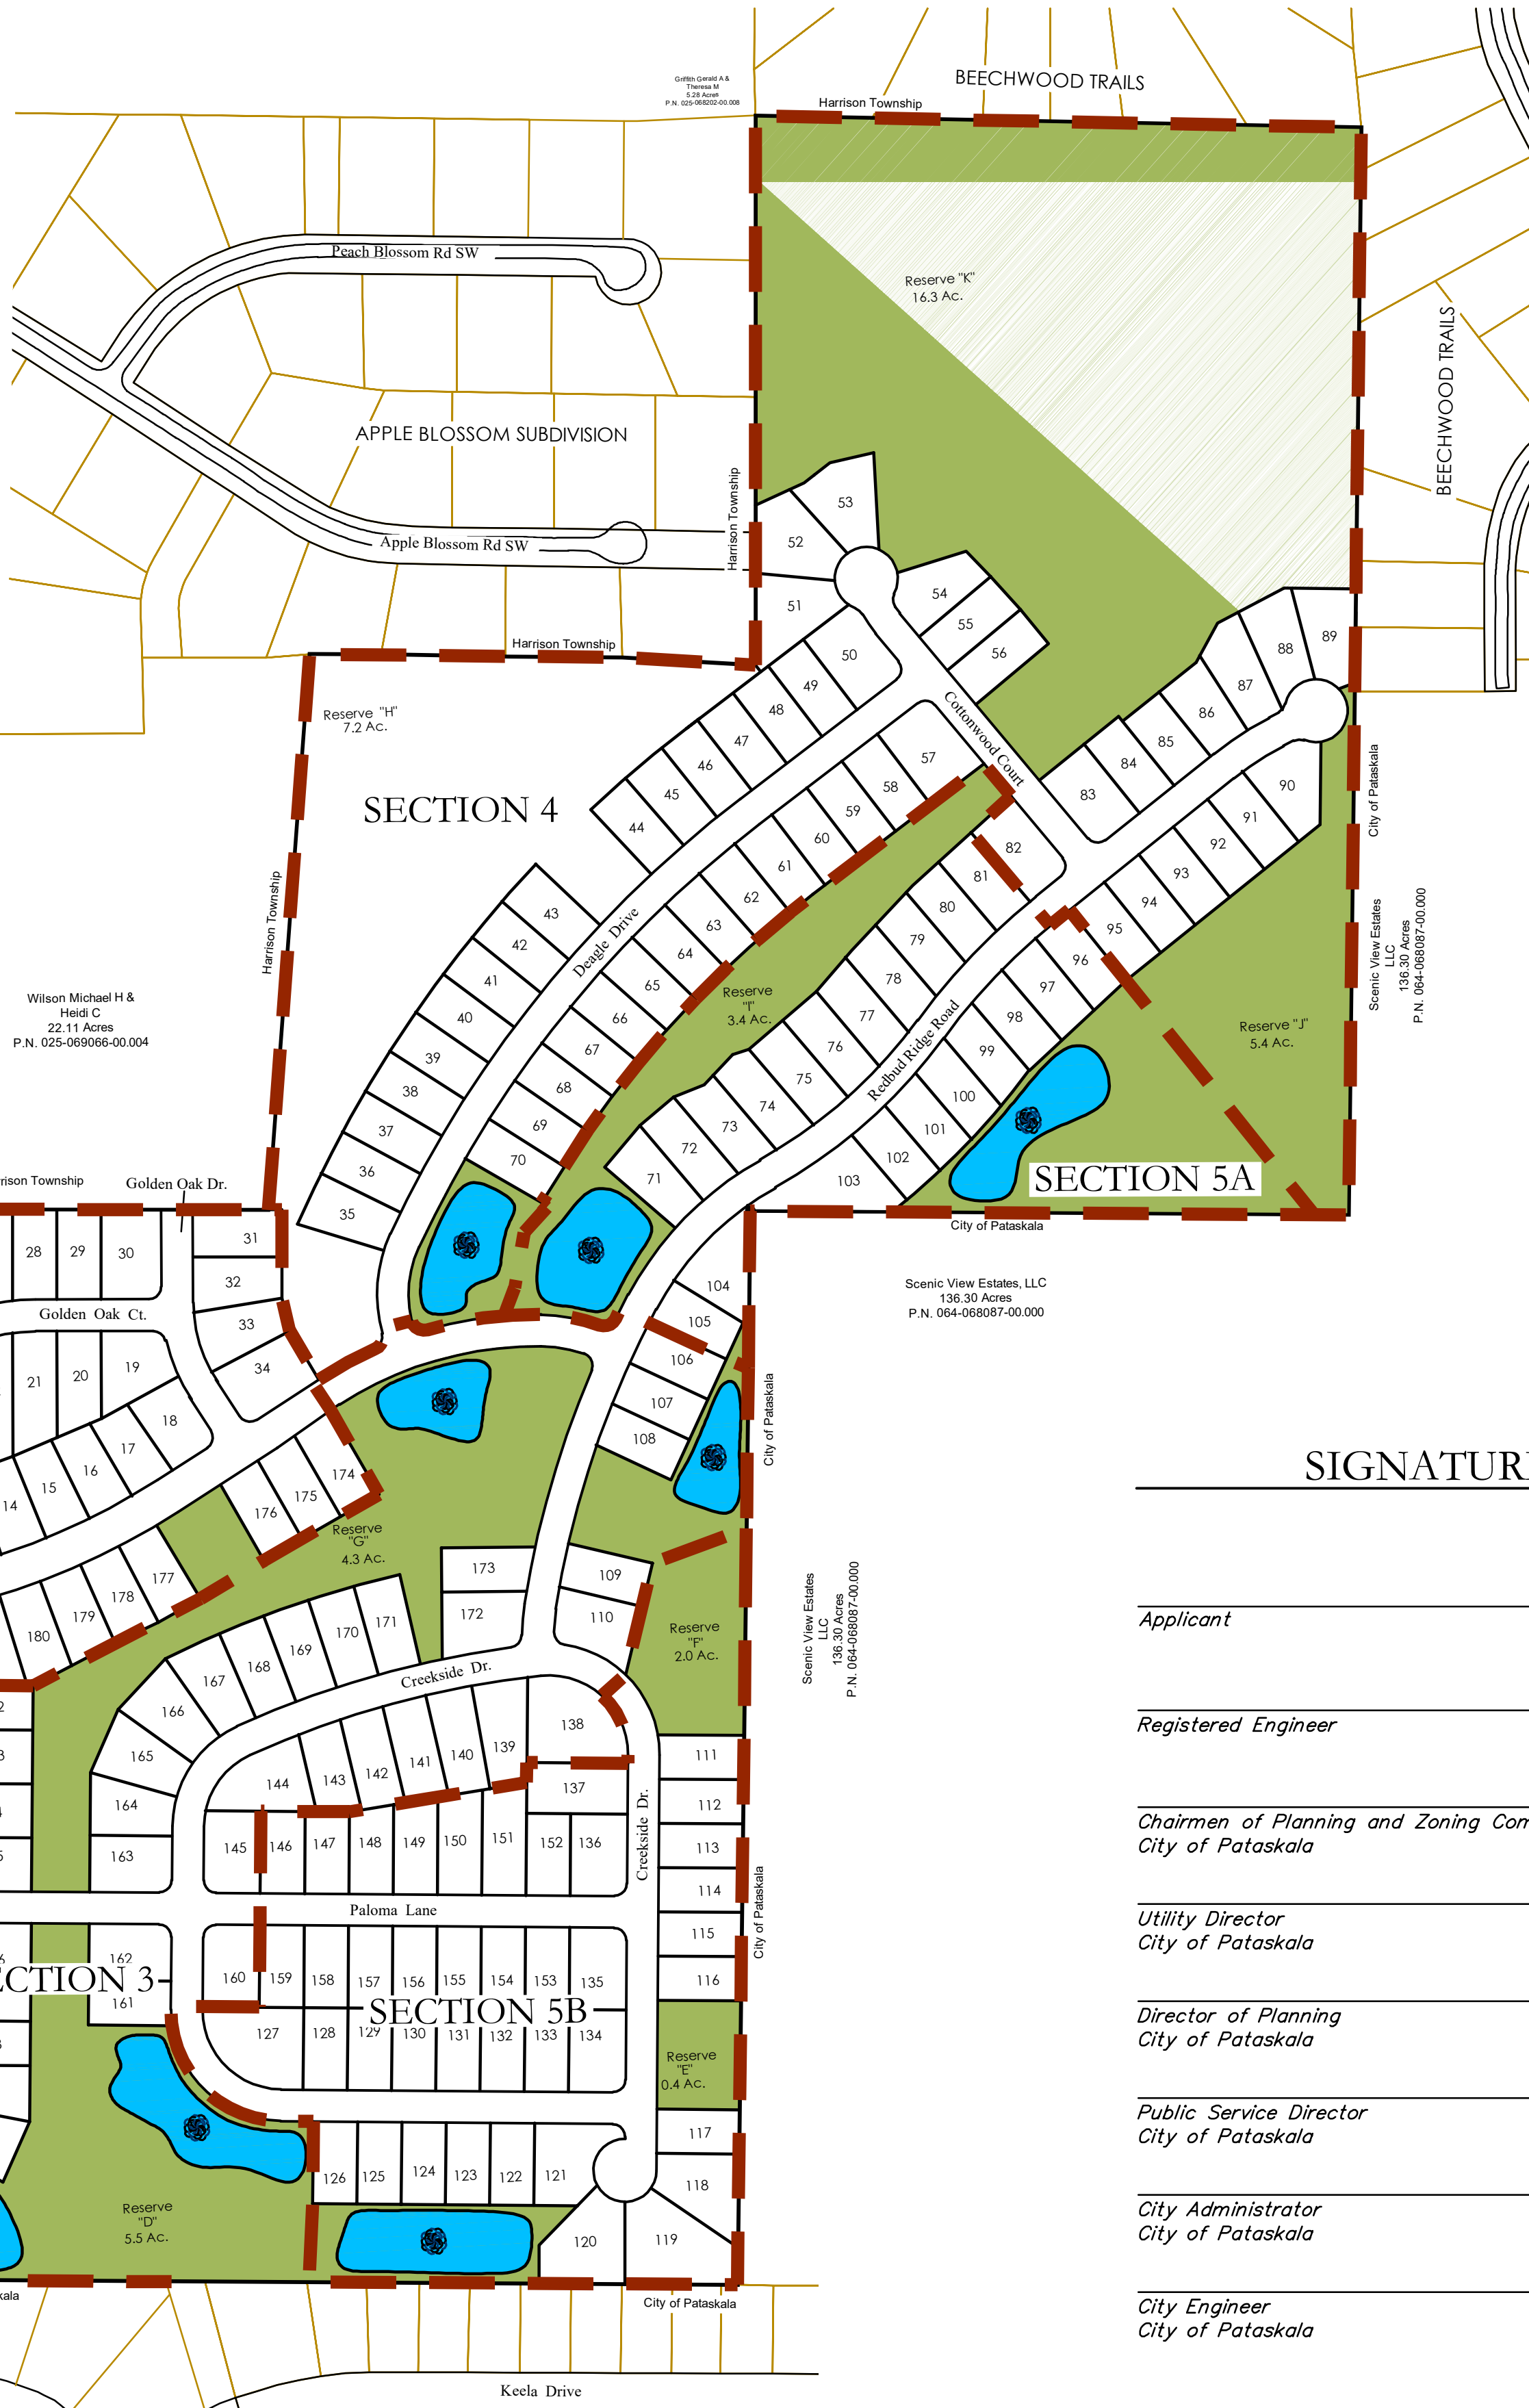 Griffith Gerald A &
Theresa M
5.28 Acres
P.N. 025-068202-00.008
BEECHWOOD TRAILS
Harrison Township
Peach Blossom Rd SW
Reserve "K"
16.3 Ac.
BEECHWOOD TRAILS
APPLE BLOSSOM SUBDIVISION
Harrison Township
Apple Blossom Rd SW
53
52
51
54
55
56
Harrison Township
50
49
48
47
46
45
44
89
88
87
86
85
84
83
Reserve "H"
7.2 Ac.
Cottonwood Court
SECTION 4
57
58
59
60
61
62
63
64
65
66
67
68
69
70
90
91
92
93
94
95
96
97
98
99
100
101
102
103
City of Pataskala
Harrison Township
43
42
41
40
39
38
37
36
35
Deagle Drive
82
81
80
79
78
77
76
75
74
73
72
71
Scenic View Estates
LLC
136.30 Acres
P.N. 064-068087-00.000
Wilson Michael H &
Heidi C
22.11 Acres
P.N. 025-069066-00.004
Reserve
"I"
3.4 Ac.
Redbud Ridge Road
Reserve "J"
5.4 Ac.
SECTION 5A
City of Pataskala
rison Township
Golden Oak Dr.
28
29
30
31
32
33
34
Golden Oak Ct.
21
20
19
18
17
16
15
14
Scenic View Estates, LLC
136.30 Acres
P.N. 064-068087-00.000
104
105
106
107
108
City of Pataskala
SIGNATUR
174
175
176
177
178
179
180
Reserve
"G"
4.3 Ac.
173
172
109
110
Reserve
"F"
2.0 Ac.
Scenic View Estates
LLC
136.30 Acres
P.N. 064-068087-00.000
Applicant
171
170
169
168
167
166
165
164
163
Creekside Dr.
138
139
140
141
142
143
144
137
Registered Engineer
111
112
113
114
115
116
Creekside Dr.
145
146
147
148
149
150
151
152
136
Chairmen of Planning and Zoning Com
City of Pataskala
City of Pataskala
Paloma Lane
Utility Director
City of Pataskala
162
161
ECTION 3
160
159
158
157
156
155
154
153
135
SECTION 5B
127
128
129
130
131
132
133
134
Director of Planning
City of Pataskala
Reserve
"E"
0.4 Ac.
Public Service Director
City of Pataskala
117
118
119
120
126
125
124
123
122
121
Reserve
"D"
5.5 Ac.
City Administrator
City of Pataskala
kala
City of Pataskala
City Engineer
City of Pataskala
Keela Drive